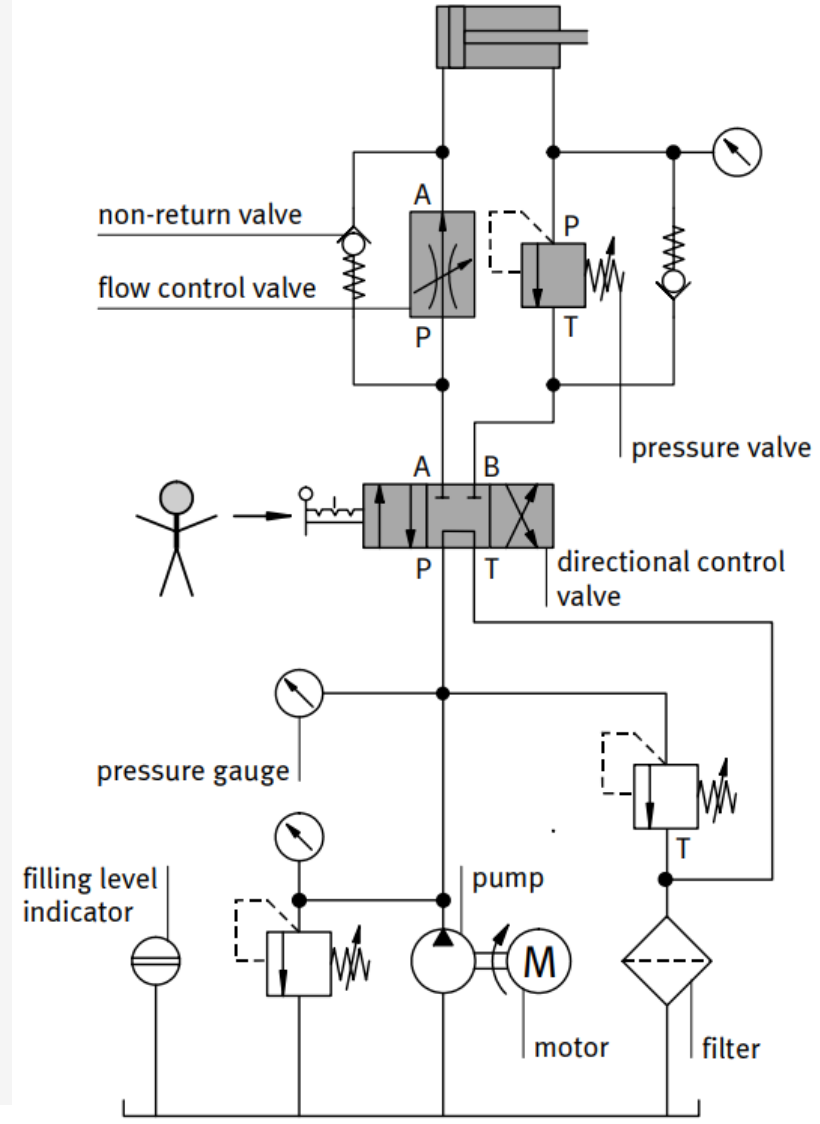 A
non-return valve
P
flow control valve
P
T
pressure valve
A
B
P
T
directional control
valve
pressure gauge
T
filling level
indicator
pump
M
motor
filter